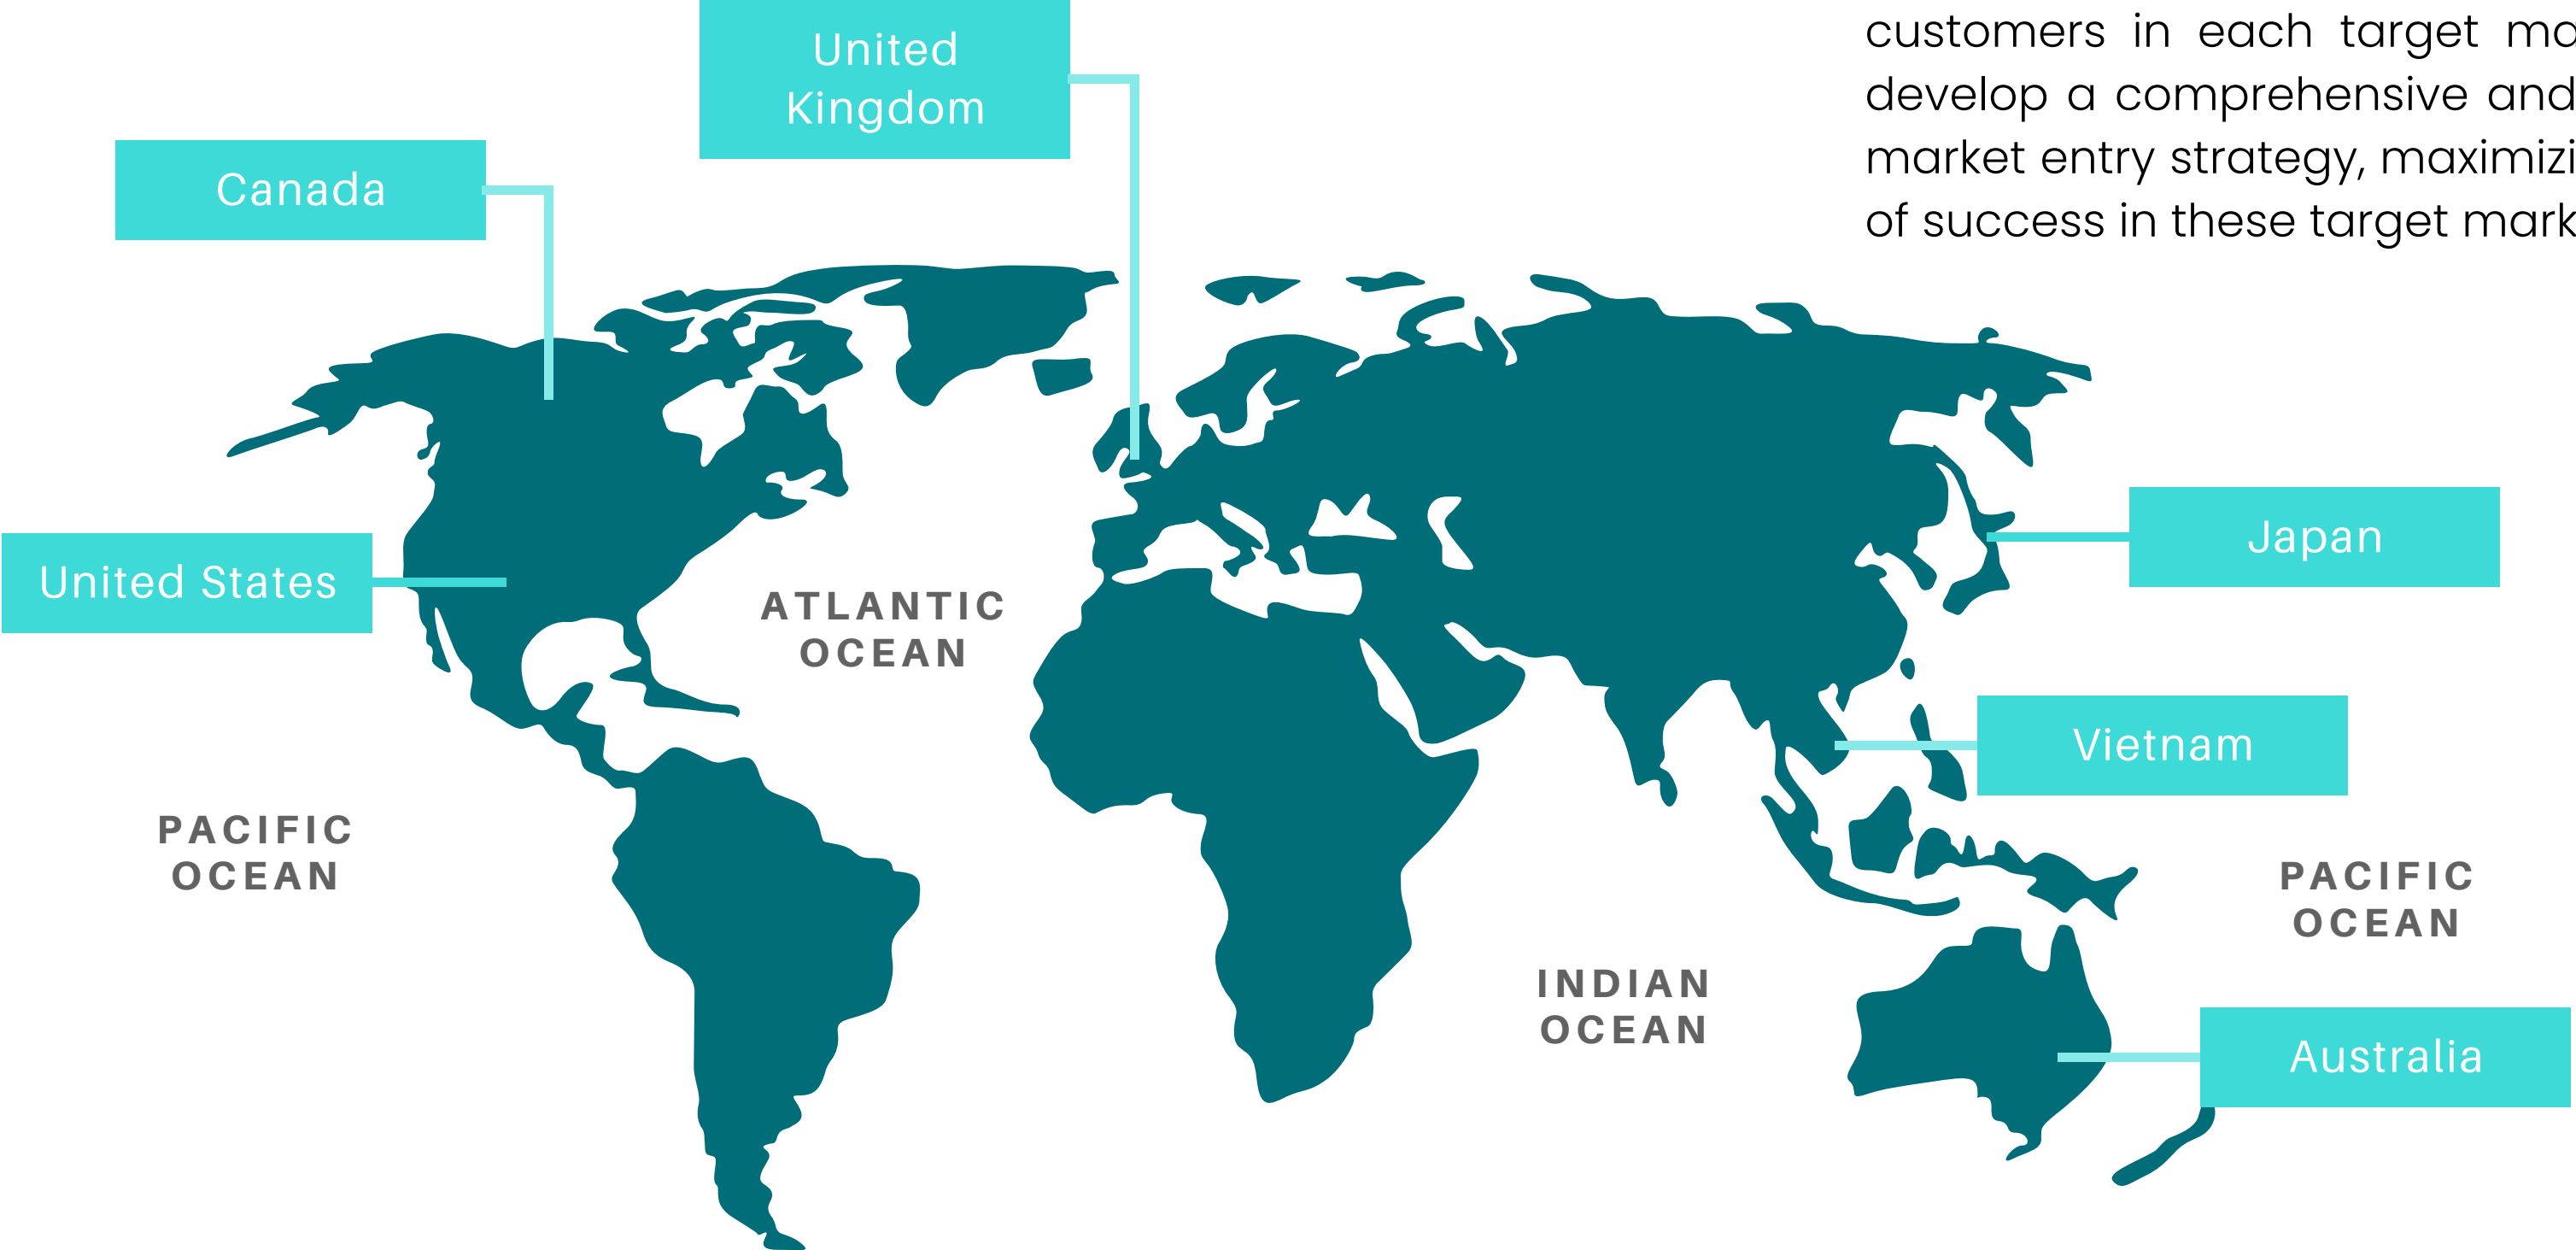 customers in each target
develop a comprehensive and
market entry strategy,
of success in these target
United
Kingdom
Canada
United States
Japan
Vietnam
Australia
ATLANTIC
OCEAN
PACIFIC
OCEAN
INDIAN
OCEAN
PACIFIC
OCEAN